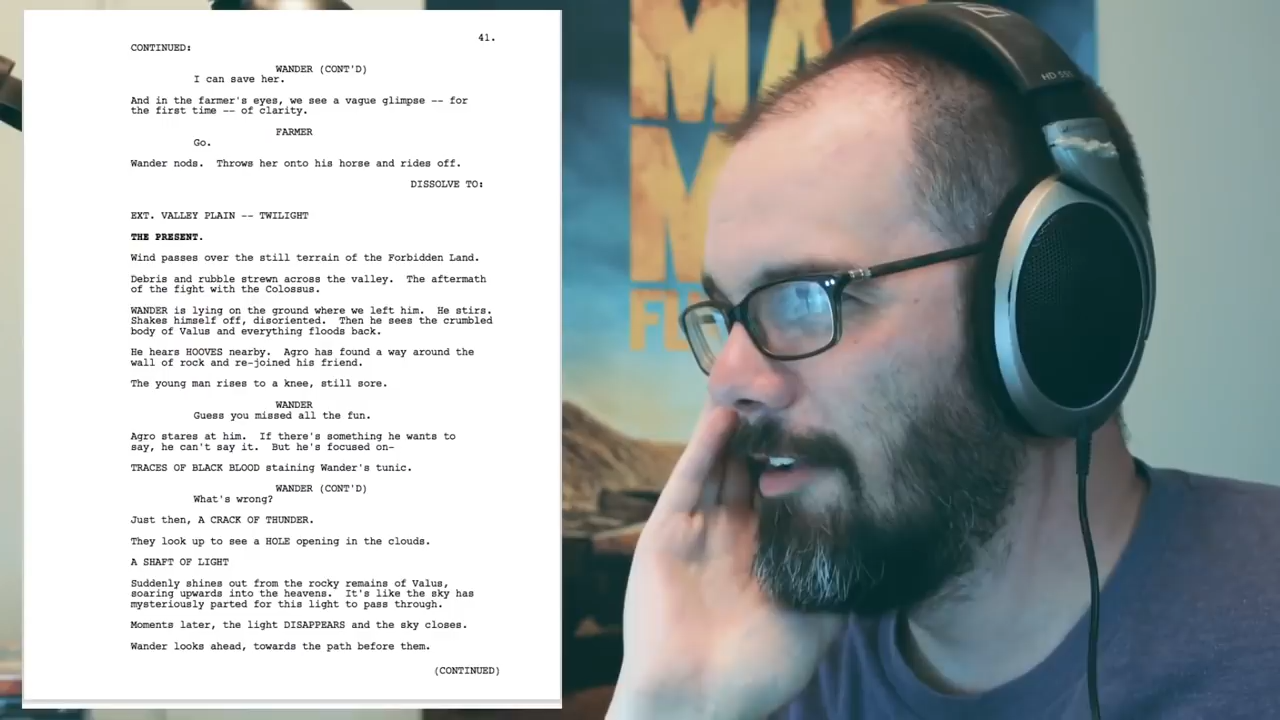 41.
CONTINUED:
WANDER (CONT'D)
I can save her.
And in the farmer's eyes, we see a vague glimpse -- for
the first time -- of clarity.
FARMER
Go.
Wander nods. Throws her onto his horse and rides off.
DISSOLVE TO:
EXT. VALLEY PLAIN -- TWILIGHT
THE PRESENT.
Wind passes over the still terrain of the Forbidden Land.
Debris and rubble strewn across the valley. The aftermath
of the fight with the Colossus.
WANDER is lying on the ground where we left him. He stirs.
Shakes himself off, disoriented. Then he sees the crumbled
body of Valus and everything floods back.
He hears HOOVES nearby. Agro has found a way around the
wall of rock and re-joined his friend.
The young man rises to a knee, still sore.
WANDER
Guess you missed all the fun.
Agro stares at him. If there's something he wants to
say, he can't say it. But he's focused on-
TRACES OF BLACK BLOOD staining Wander's tunic.
WANDER (CONT'D)
What's wrong?
Just then, A CRACK OF THUNDER.
They look up to see a HOLE opening in the clouds.
A SHAFT OF LIGHT
Suddenly shines out from the rocky remains of Valus,
soaring upwards into the heavens. It's like the sky has
mysteriously parted for this light to pass through.
Moments later, the light DISAPPEARS and the sky closes.
Wander looks ahead, towards the path before them.
(CONTINUED)
MA
M
FU
HD 595